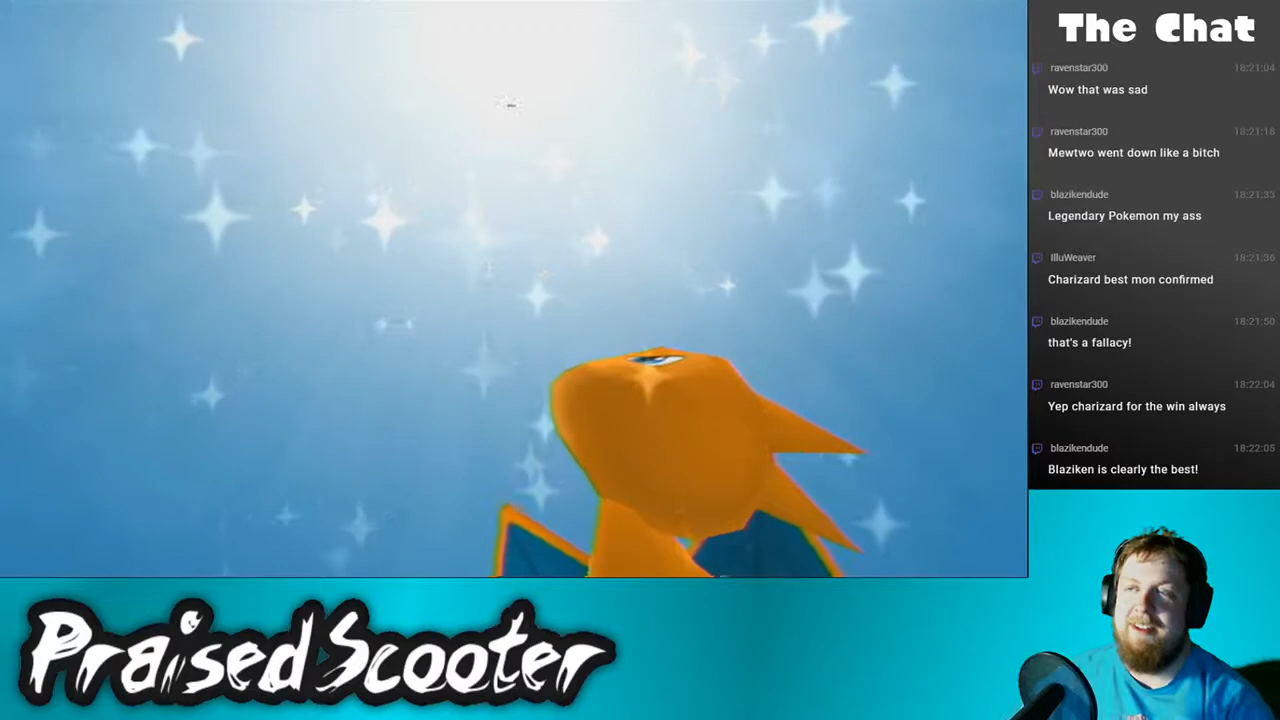 The Chat
ravenstar300 18:21:04
Wow that was sad
ravenstar300 18:21:18
Mewtwo went down like a bitch
blazikendude 18:21:33
Legendary Pokemon my ass
IlluWeaver 18:21:36
Charizard best mon confirmed
blazikendude 18:21:50
that's a fallacy!
ravenstar300 18:22:04
Yep charizard for the win always
blazikendude 18:22:05
Blaziken is clearly the best!
PraisedScooter